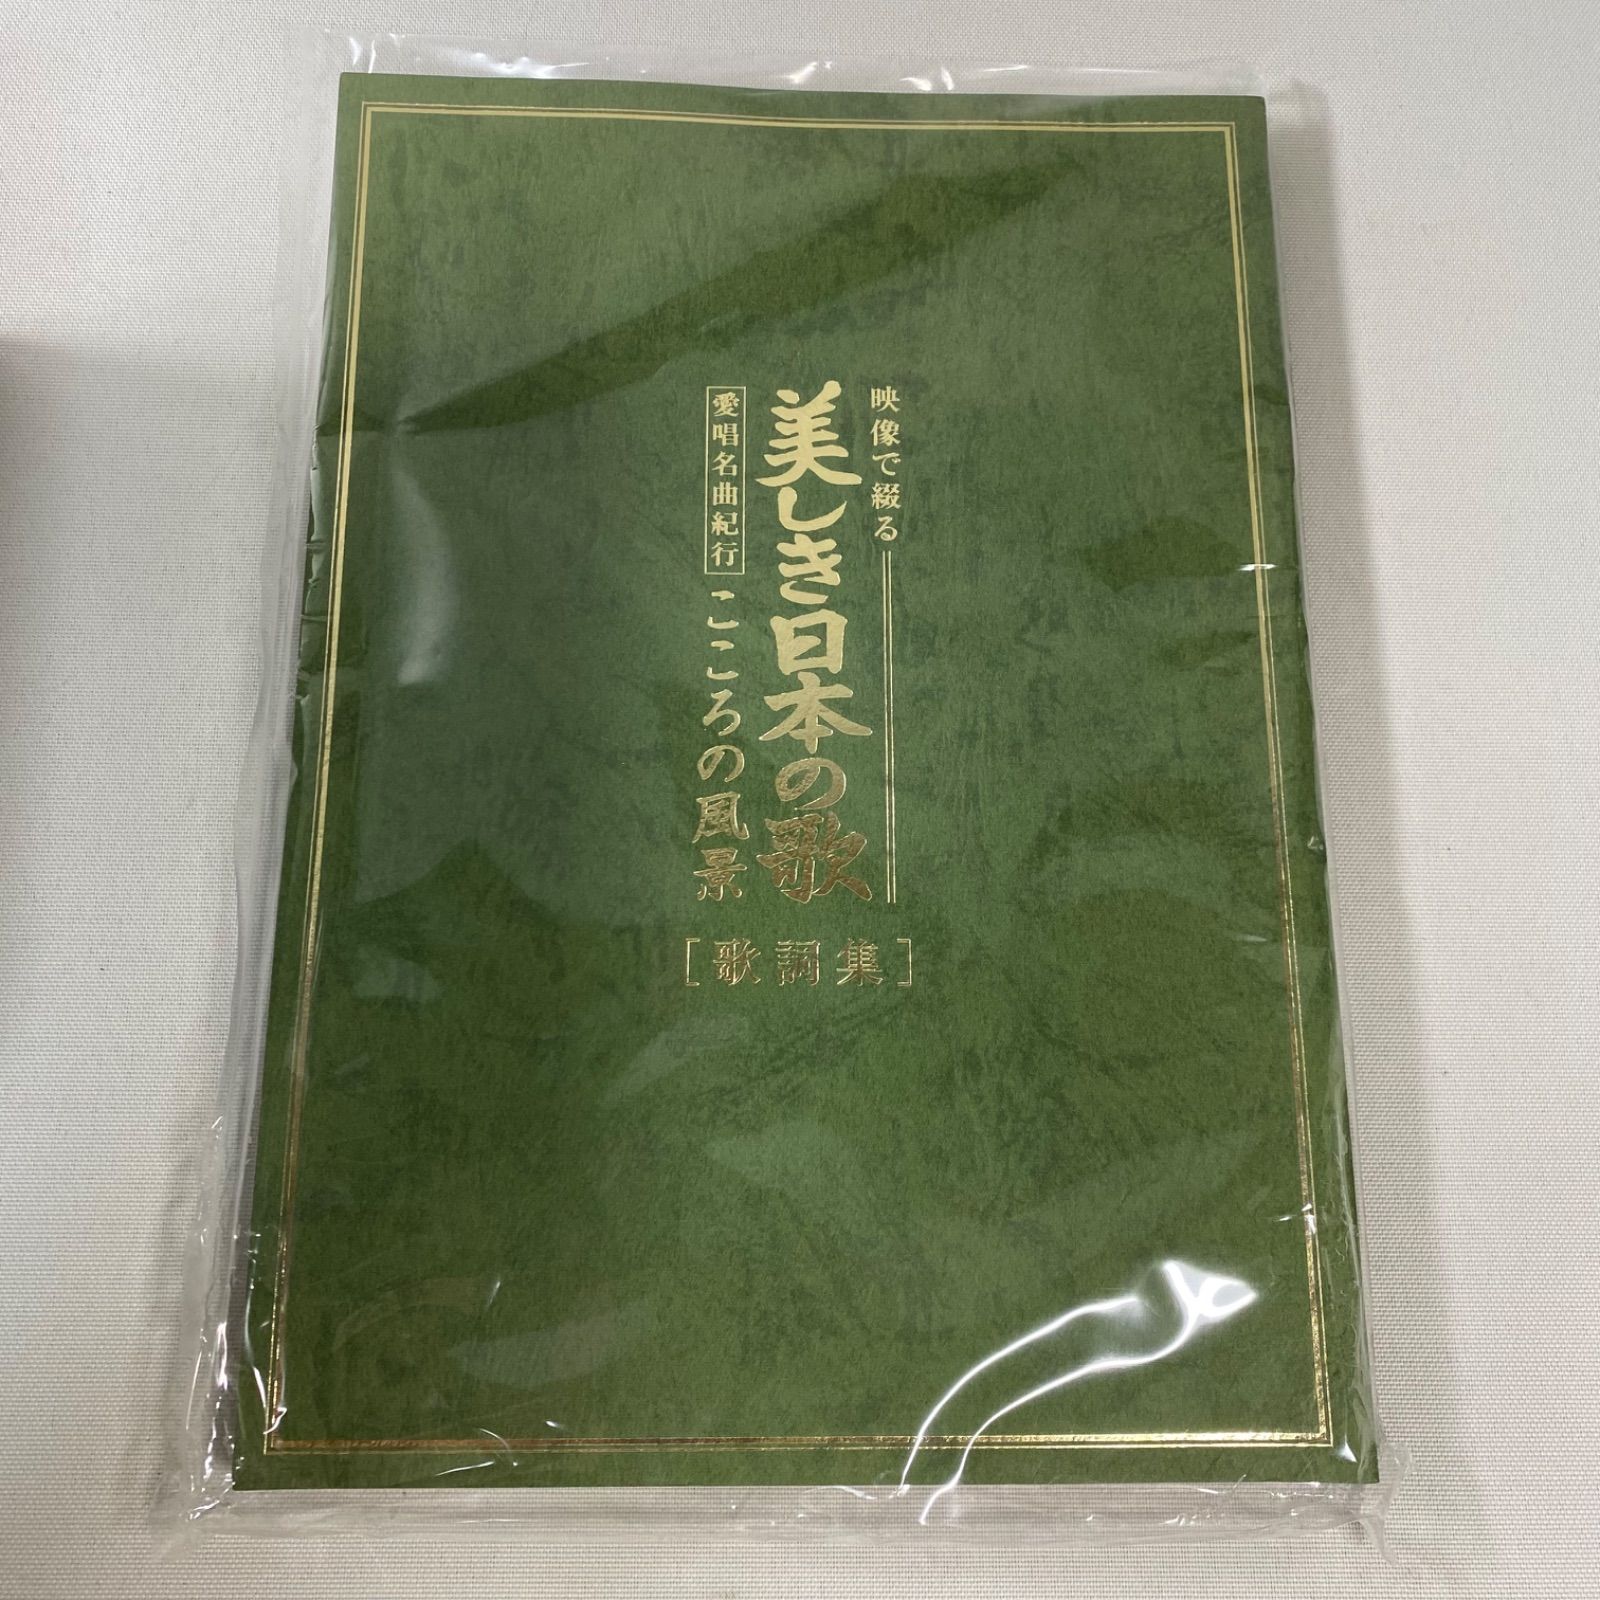 映像で綴る
美しき日本の歌
愛唱名曲紀行 こころの風景
[歌詞集]